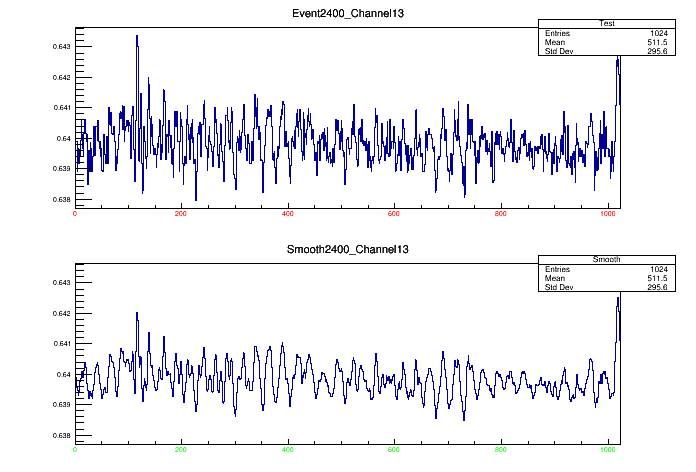 Event2400_Channel13
Test
Entries 1024
Mean 511.5
Std Dev 295.6
0.643
0.642
0.641
0.64
0.639
0.638
0 200 400 600 800 1000
Smooth2400_Channel13
Smooth
Entries 1024
Mean 511.5
Std Dev 295.6
0.643
0.642
0.641
0.64
0.639
0.638
0 200 400 600 800 1000